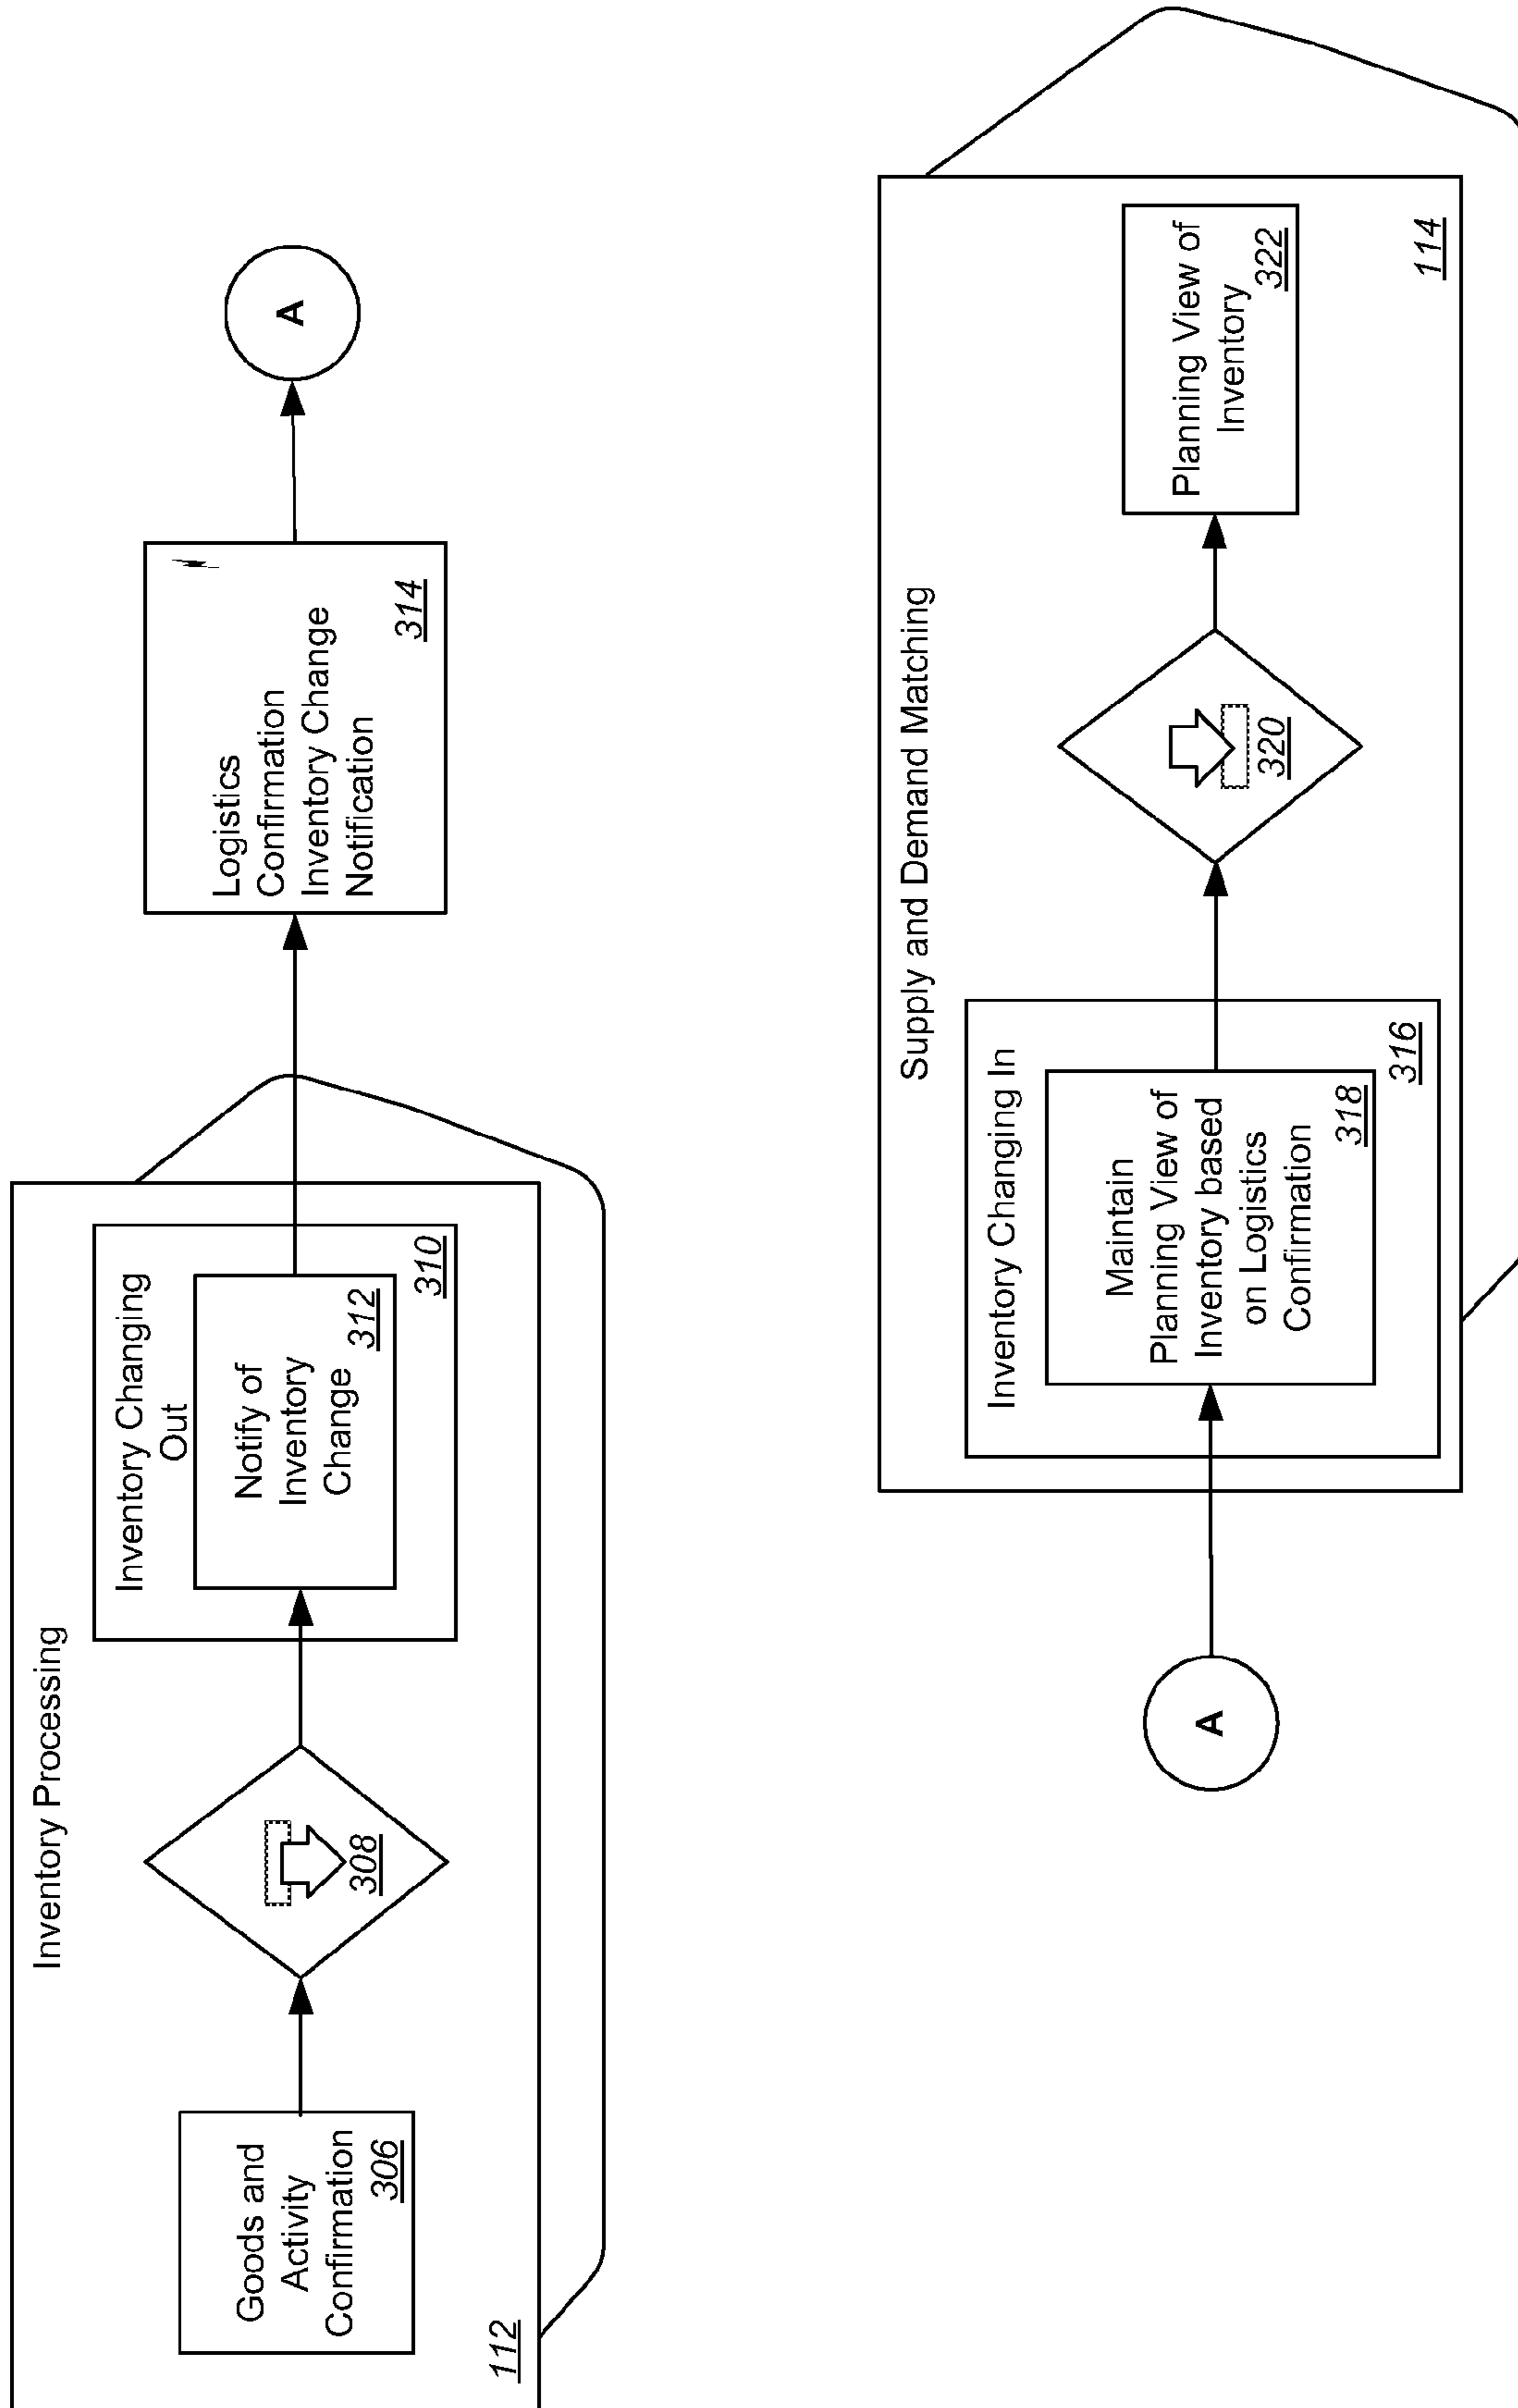 Inventory Processing
Goods and
Activity
Confirmation
306
308
Inventory Changing
Out
Notify of
Inventory
Change
312
310
112
Logistics
Confirmation
Inventory Change
Notification
314
A
A
Supply and Demand Matching
Inventory Changing In
Maintain
Planning View of
Inventory based
on Logistics
Confirmation
318
316
320
Planning View of
Inventory
322
114